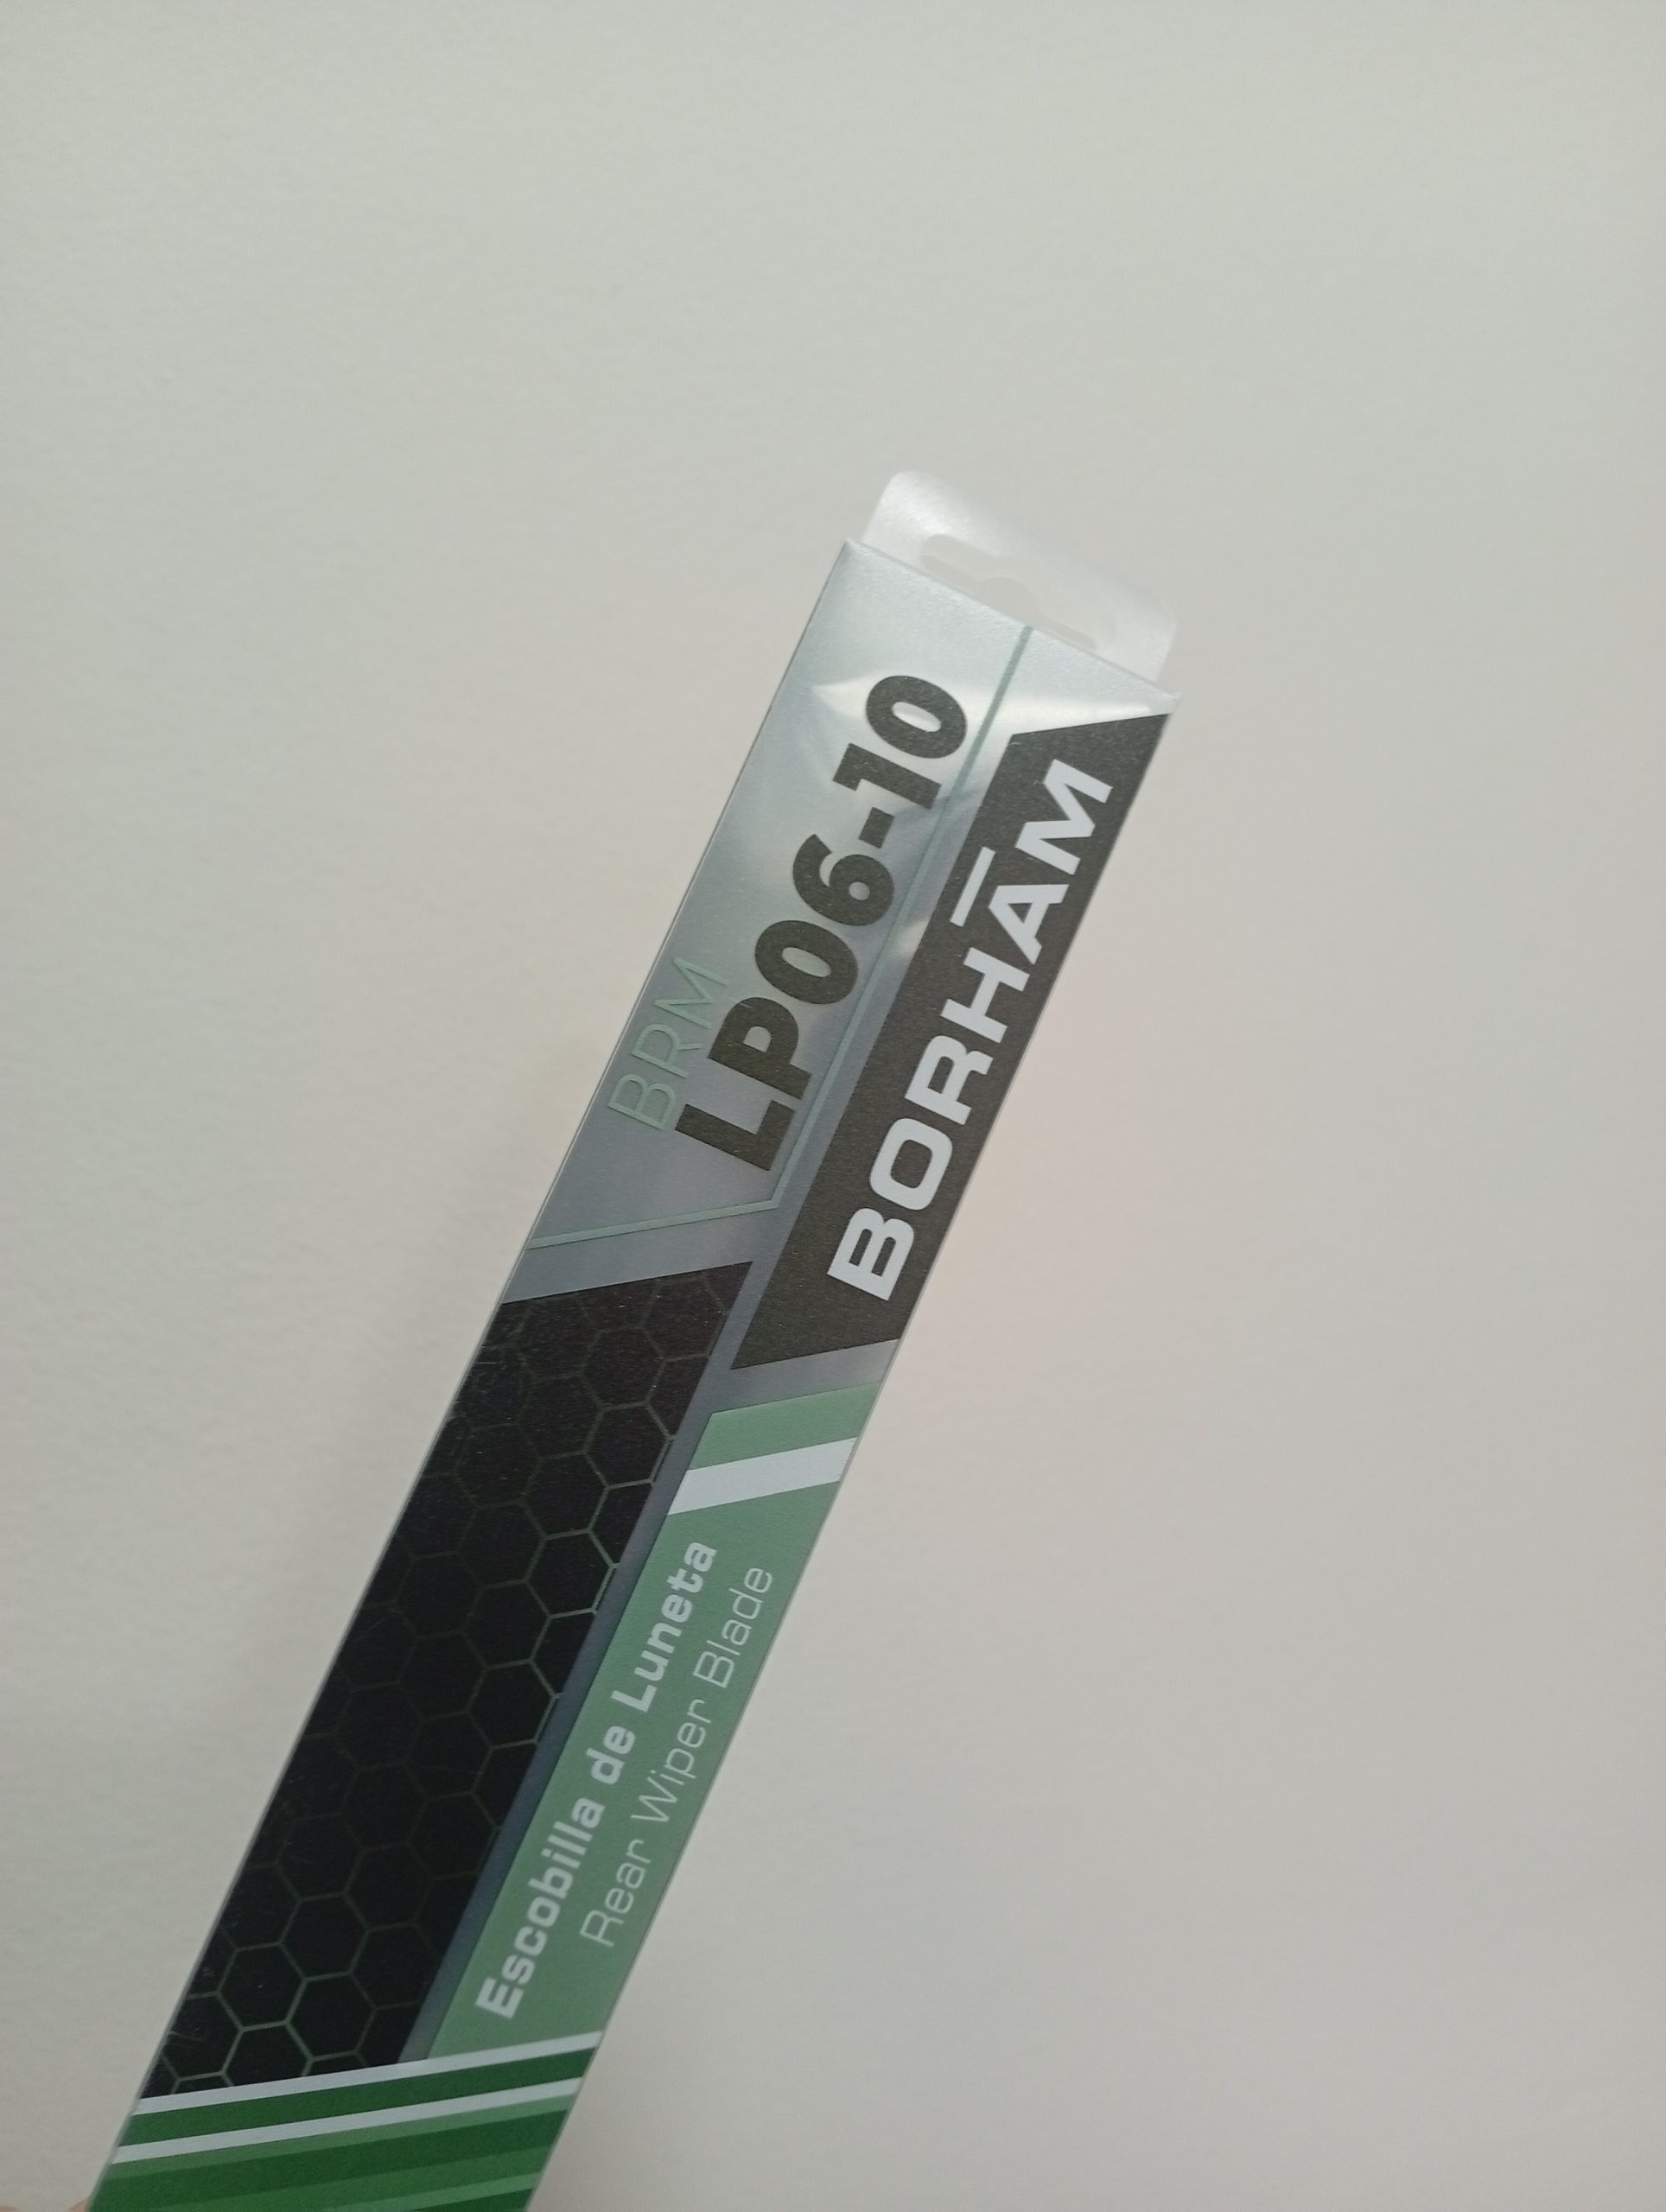 BRM
LP06-10
BORHĀM
Escobilla de Luneta
Rear Wiper Blade